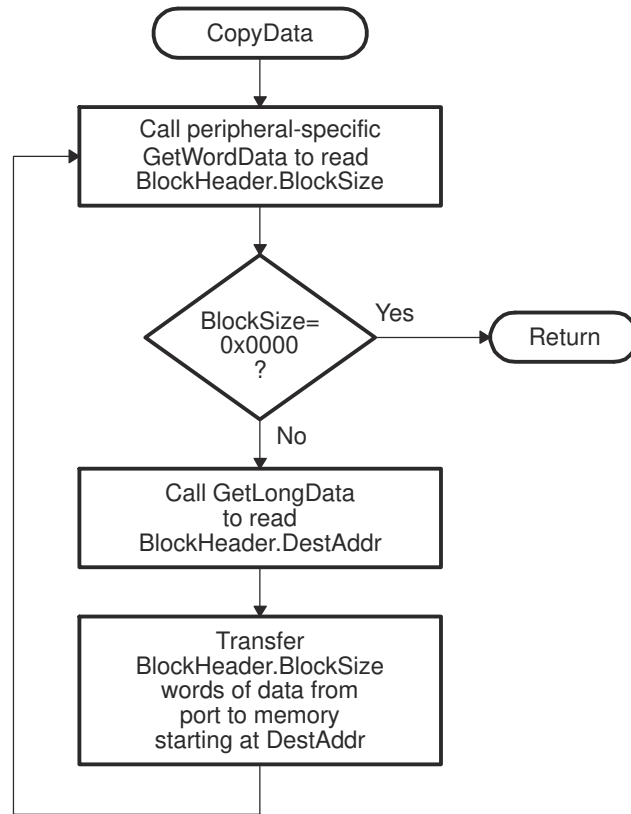 CopyData
Call peripheral-specific
GetWordData to read
BlockHeader.BlockSize
BlockSize=
0x0000
?
Yes
Return
No
Call GetLongData
to read
BlockHeader.DestAddr
Transfer
BlockHeader.BlockSize
words of data from
port to memory
starting at DestAddr